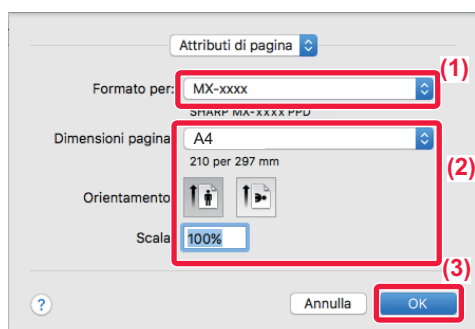 Attributi di pagina
(1)
Formato per: MX-xxxx
SHARP MX-xxxx PPD
Dimensioni pagina: A4
210 per 297 mm
(2)
Orientamento
Scala 100%
(3)
? Annulla OK